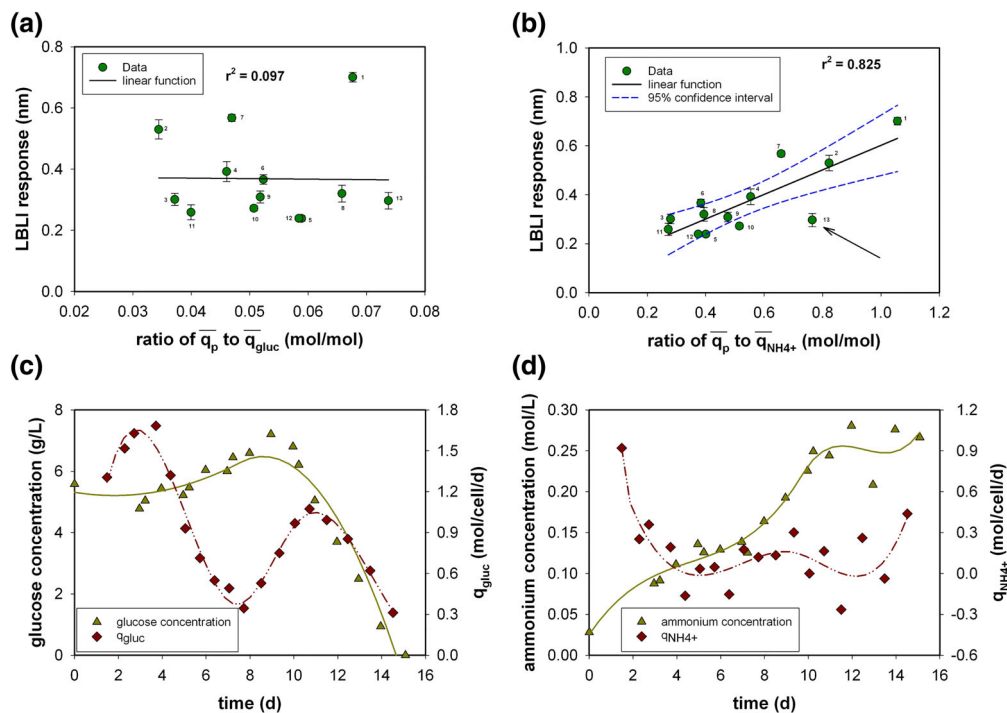 (a)
LBLI response (nm)
0.8
0.6
0.4
0.2
0.0
Data
linear function
r² = 0.097
1
2
7
4
6
3
9
11
10
12
5
8
13
0.02 0.03 0.04 0.05 0.06 0.07 0.08
ratio of q̅p to q̅gluc (mol/mol)
(b)
LBLI response (nm)
1.0
0.8
0.6
0.4
0.2
0.0
Data
linear function
95% confidence interval
r² = 0.825
1
7
2
4
6
3
8
9
11
12
5
10
13
0.0 0.2 0.4 0.6 0.8 1.0 1.2
ratio of q̅p to q̅NH4+ (mol/mol)
(c)
glucose concentration (g/L)
8
6
4
2
0
glucose concentration
qgluc
1.8
1.5
1.2
0.9
0.6
0.3
0.0
qgluc (mol/cell/d)
0 2 4 6 8 10 12 14 16
time (d)
(d)
ammonium concentration (mol/L)
0.30
0.25
0.20
0.15
0.10
0.05
0.00
ammonium concentration
qNH4+
1.2
0.9
0.6
0.3
0.0
-0.3
-0.6
qNH4+ (mol/cell/d)
0 2 4 6 8 10 12 14 16
time (d)